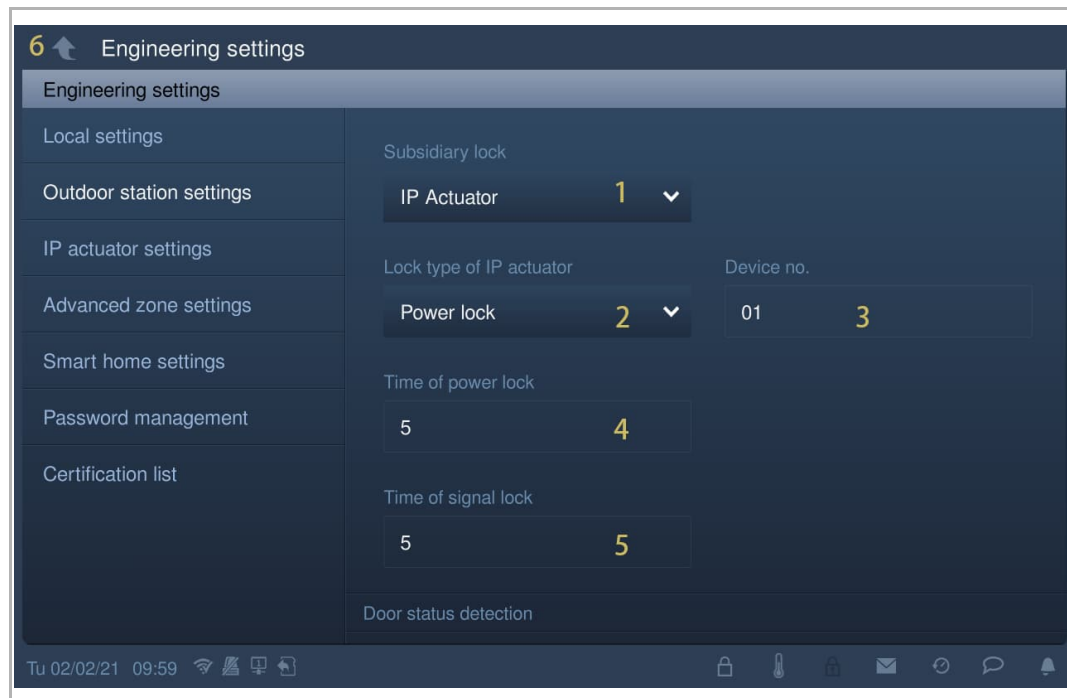 6 Engineering settings
Engineering settings
Local settings
Outdoor station settings
IP actuator settings
Advanced zone settings
Smart home settings
Password management
Certification list
Subsidiary lock
IP Actuator 1
Lock type of IP actuator Device no.
Power lock 2 01 3
Time of power lock
5 4
Time of signal lock
5 5
Door status detection
Tu 02/02/21 09:59